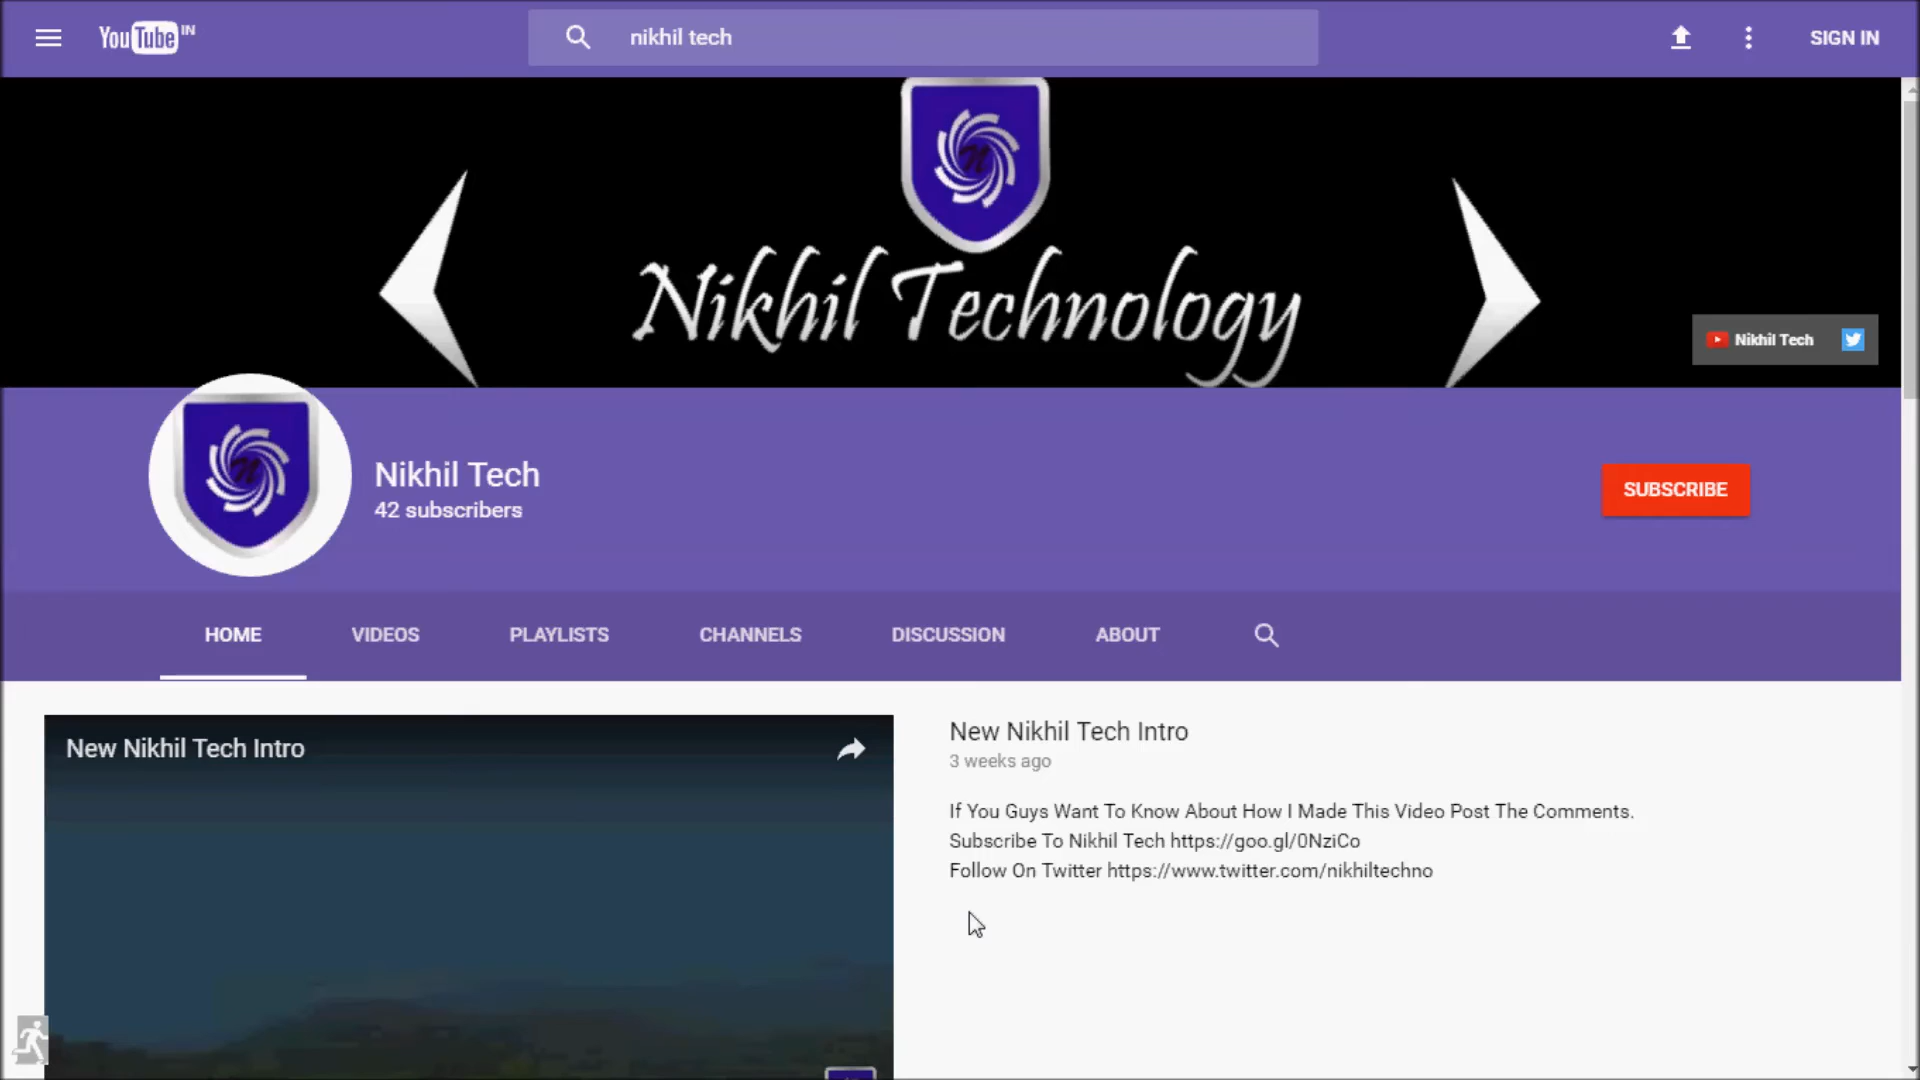 YouTube IN
nikhil tech
SIGN IN
Nikhil Technology
Nikhil Tech
Nikhil Tech
42 subscribers
SUBSCRIBE
HOME
VIDEOS
PLAYLISTS
CHANNELS
DISCUSSION
ABOUT
New Nikhil Tech Intro
New Nikhil Tech Intro
3 weeks ago
If You Guys Want To Know About How I Made This Video Post The Comments.
Subscribe To Nikhil Tech https://goo.gl/0NziCo
Follow On Twitter https://www.twitter.com/nikhiltechno